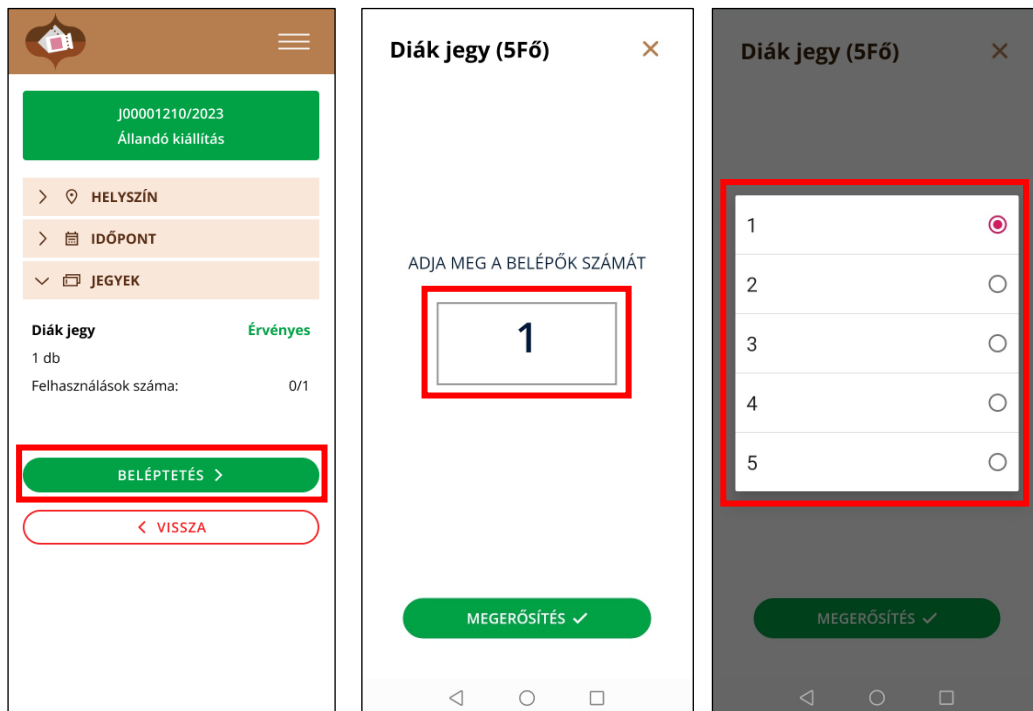 J00001210/2023
Állandó kiállítás
HELYSZÍN
IDŐPONT
JEGYEK
Diák jegy Érvényes
1 db
Felhasználások száma: 0/1
BELÉPTETÉS
VISSZA
Diák jegy (5Fő)
ADJA MEG A BELÉPŐK SZÁMÁT
1
MEGERŐSÍTÉS
Diák jegy (5Fő)
1
2
3
4
5
MEGERŐSÍTÉS